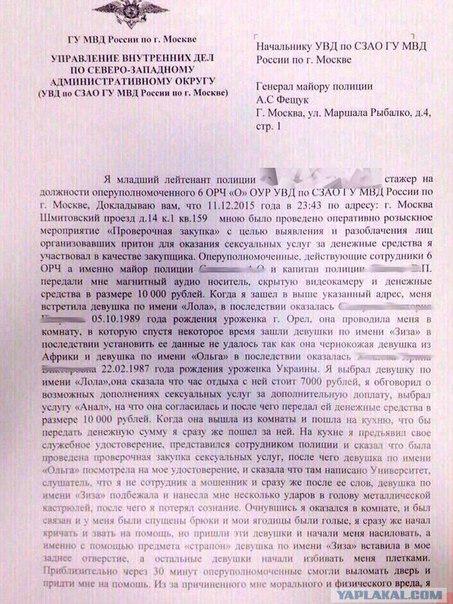 ГУ МВД России по г. Москве
УПРАВЛЕНИЕ ВНУТРЕННИХ ДЕЛ
ПО СЕВЕРО-ЗАПАДНОМУ
АДМИНИСТРАТИВНОМУ ОКРУГУ
(УВД по СЗАО ГУ МВД России по г. Москве)
Начальнику УВД по СЗАО ГУ МВД
России по г. Москве
Генерал майору полиции
А.С Фещук
Г. Москва, ул. Маршала Рыбалко, д.4,
стр. 1
Я младший лейтенант полиции стажер на
должности оперуполномоченного 6 ОРЧ «О» ОУР УВД по СЗАО ГУ МВД России по
г. Москве, Докладываю вам, что 11.12.2015 года в 23:43 по адресу: г. Москва
Шмитовский проезд д.14 к.1 кв.159 мною было проведено оперативно розыскное
мероприятие «Проверочная закупка» с целью выявления и разоблачения лиц
организовавших притон для оказания сексуальных услуг за денежные средства я
участвовал в качестве закупщика. Оперуполномоченные, действующие сотрудники 6
ОРЧ а именно майор полиции и капитан полиции П.
передали мне магнитный аудио носитель, скрытую видеокамеру и денежные
средства в размере 10 000 рублей. Когда я зашел в выше указанный адрес, меня
встретила девушка по имени «Лола», в последствии оказалась
05.10.1989 года рождения уроженка г. Орел, она проводила меня в
комнату, в которую спустя некоторое время зашли девушки по имени «Зиза» в
последствии установить ее данные не удалось так как она чернокожая девушка из
Африки и девушка по имени «Ольга» в последствии оказалась
22.02.1987 года рождения уроженка Украины. Я выбрал девушку по
имени «Лола»,она сказала что час отдыха с ней стоит 7000 рублей, я обговорил о
возможных дополнениях сексуальных услуг за дополнительную доплату, выбрал
услугу «Анал», на что она согласилась и после чего передал ей денежные средства в
размере 10 000 рублей. Когда она вышла из комнаты и пошла на кухню, что бы
передать денежную сумму я сразу же пошел за ней. На кухне я предъявил свое
служебное удостоверение, представился сотрудником полиции и сказал что была
проведена проверочная закупка сексуальных услуг, после чего девушка по имени
«Ольга» посмотрела на мое удостоверение, и сказала что там написано Университет,
слушатель, что я не сотрудник а мошенник и сразу же после ее слов, девушка по
имени «Зиза» подбежала и нанесла мне несколько ударов в голову металлической
кастрюлей, после чего я потерял сознание. Очнувшись я оказался в комнате, и был
связан и у меня были спущены брюки и мои ягодицы были голые, я сразу же начал
кричать и звать на помощь, но пришли эти девушки и начали меня насиловать, а
именно с помощью предмета «страпон» девушка по имени «Зиза» вставила в мое
заднее отверстие, а остальные девушки начали избивать меня плетками.
Приблизительно через 30 минут оперуполномоченные смогли выломать дверь и
придти мне на помощь. Из за причиненного мне морального и физического вреда, я
YAPLAKAL.COM